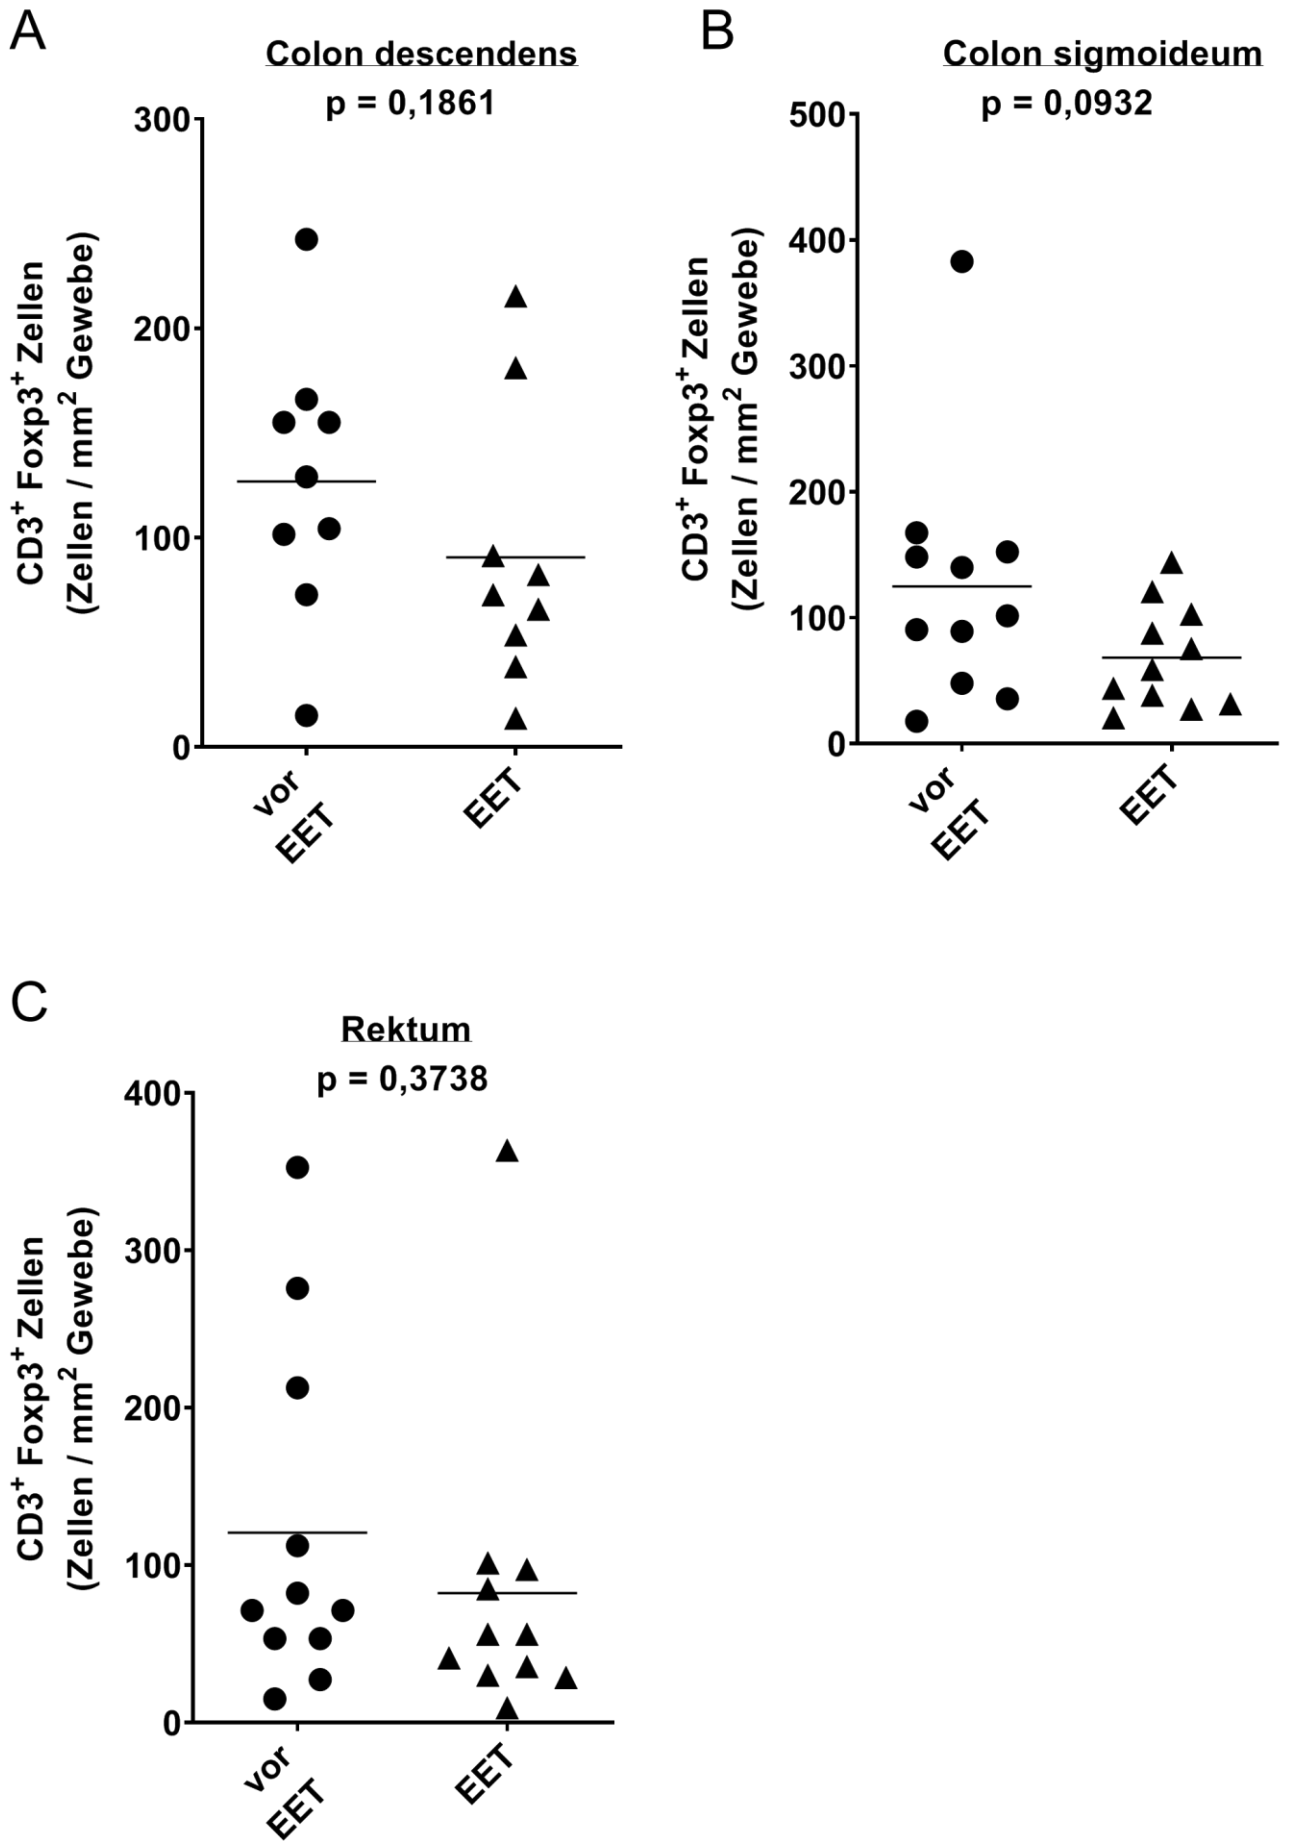 A
Colon descendens
p = 0,1861
300
200
100
0
CD3⁺ Foxp3⁺ Zellen
(Zellen / mm² Gewebe)
vor
EET
EET
B
Colon sigmoideum
p = 0,0932
500
400
300
200
100
0
CD3⁺ Foxp3⁺ Zellen
(Zellen / mm² Gewebe)
vor
EET
EET
C
Rektum
p = 0,3738
400
300
200
100
0
CD3⁺ Foxp3⁺ Zellen
(Zellen / mm² Gewebe)
vor
EET
EET